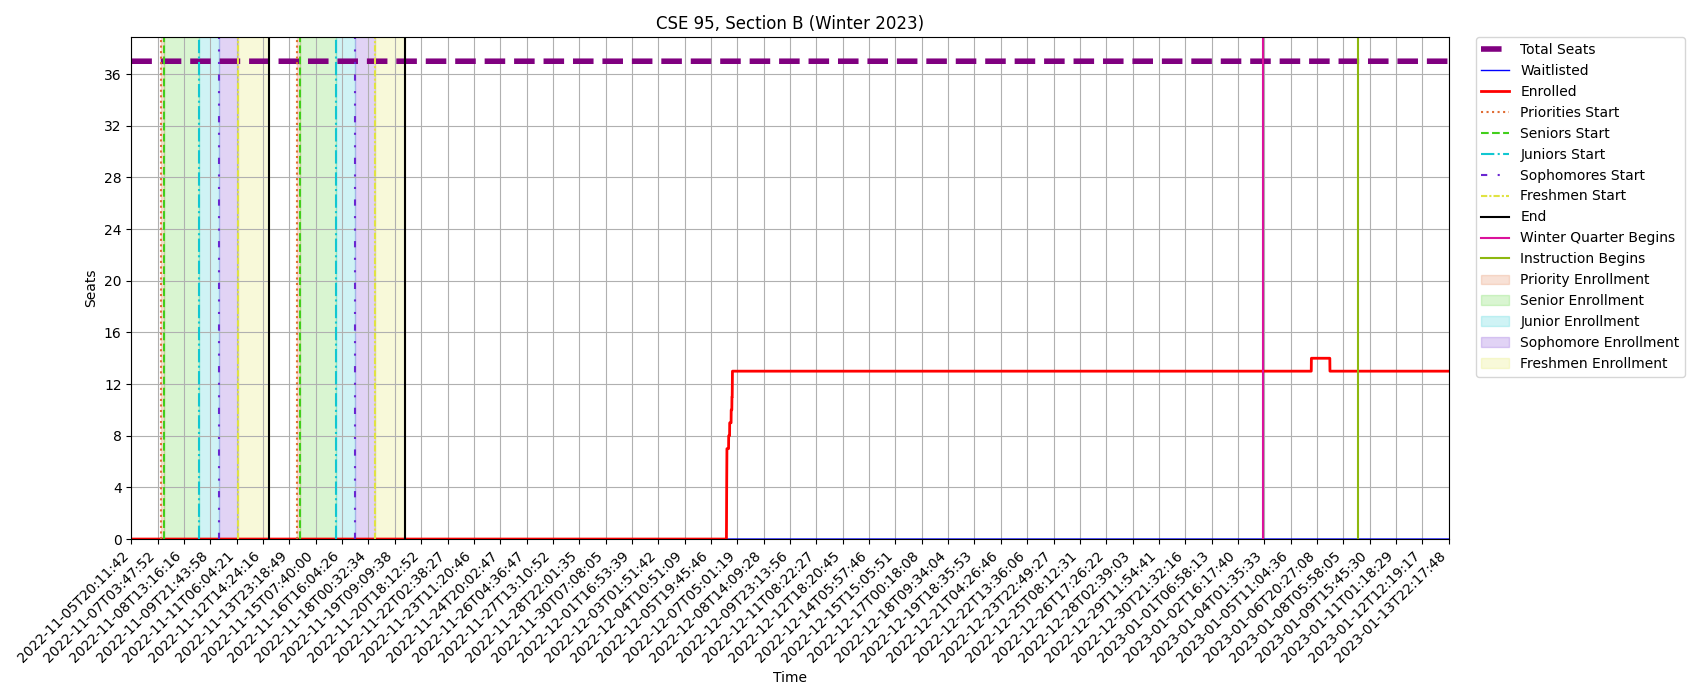 CSE 95, Section B (Winter 2023)
Seats
36
32
28
24
20
16
12
8
4
0
2022-11-05T20:11:42
2022-11-07T03:47:52
2022-11-08T13:16:16
2022-11-09T21:43:58
2022-11-11T06:04:21
2022-11-12T14:24:16
2022-11-13T23:18:49
2022-11-15T07:40:00
2022-11-16T16:04:26
2022-11-18T00:32:34
2022-11-19T09:09:38
2022-11-20T18:12:52
2022-11-22T02:38:27
2022-11-23T11:20:46
2022-11-24T20:02:47
2022-11-26T04:36:47
2022-11-27T13:10:52
2022-11-28T22:01:35
2022-11-30T07:08:05
2022-12-01T16:53:39
2022-12-03T01:51:42
2022-12-04T10:51:09
2022-12-05T19:45:46
2022-12-07T05:01:19
2022-12-08T14:09:28
2022-12-09T23:13:56
2022-12-11T08:22:27
2022-12-12T18:20:45
2022-12-14T05:57:46
2022-12-15T15:05:51
2022-12-17T00:18:08
2022-12-18T09:34:04
2022-12-19T18:35:53
2022-12-21T04:26:46
2022-12-22T13:36:06
2022-12-23T22:49:27
2022-12-25T08:12:31
2022-12-26T17:26:22
2022-12-28T02:39:03
2022-12-29T11:54:41
2022-12-30T21:32:16
2023-01-01T06:58:13
2023-01-02T16:17:40
2023-01-04T01:35:33
2023-01-05T11:04:36
2023-01-06T20:27:08
2023-01-08T05:58:05
2023-01-09T15:45:30
2023-01-11T01:18:29
2023-01-12T12:19:17
2023-01-13T22:17:48
Time
Total Seats
Waitlisted
Enrolled
Priorities Start
Seniors Start
Juniors Start
Sophomores Start
Freshmen Start
End
Winter Quarter Begins
Instruction Begins
Priority Enrollment
Senior Enrollment
Junior Enrollment
Sophomore Enrollment
Freshmen Enrollment